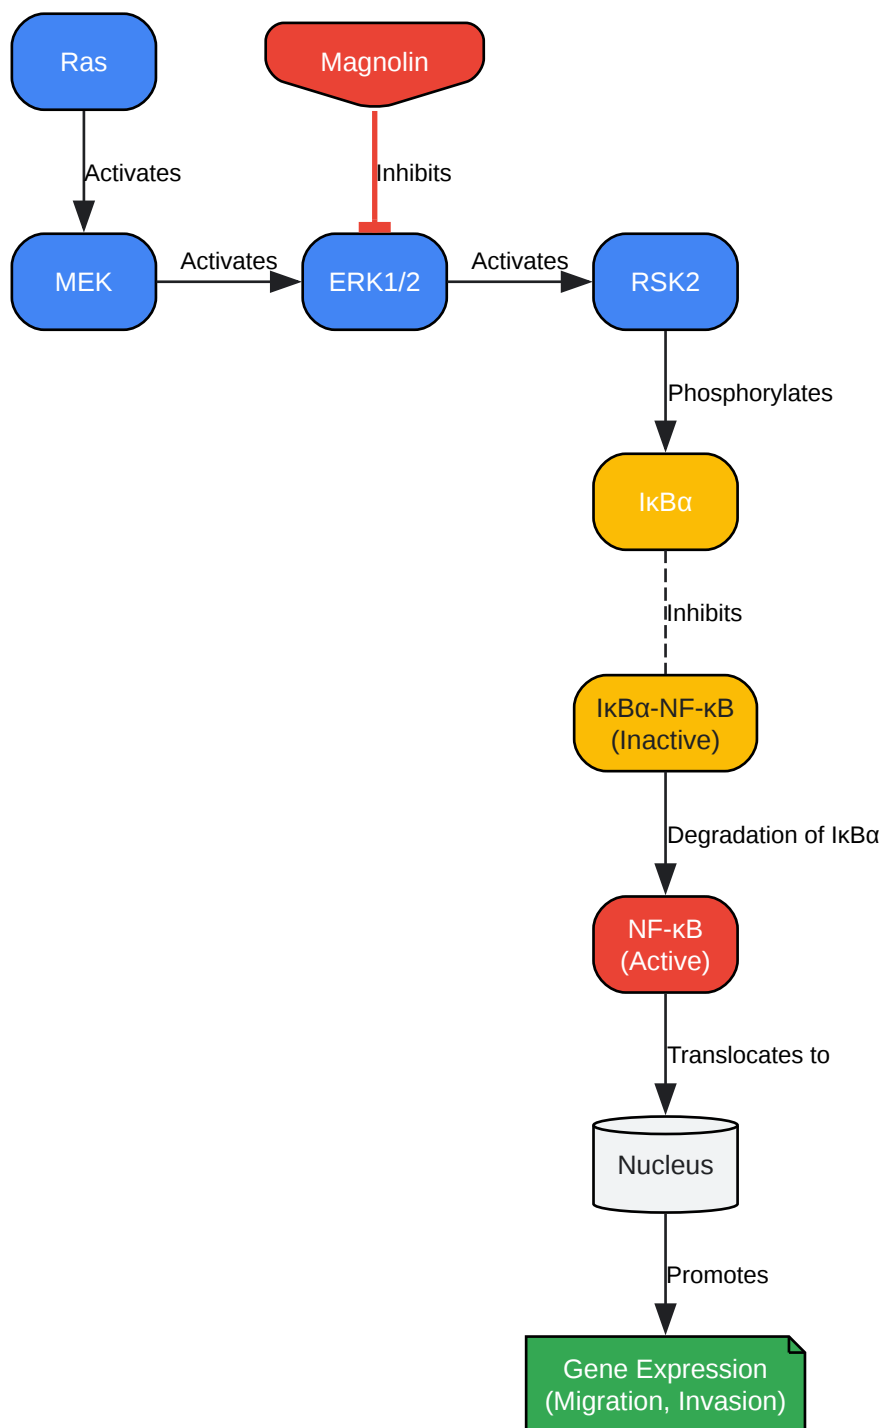 Ras
Magnolin
Activates
Inhibits
MEK
Activates
ERK1/2
Activates
RSK2
Phosphorylates
IκBα
Inhibits
IκBα-NF-κB
(Inactive)
Degradation of IκBα
NF-κB
(Active)
Translocates to
Nucleus
Promotes
Gene Expression
(Migration, Invasion)